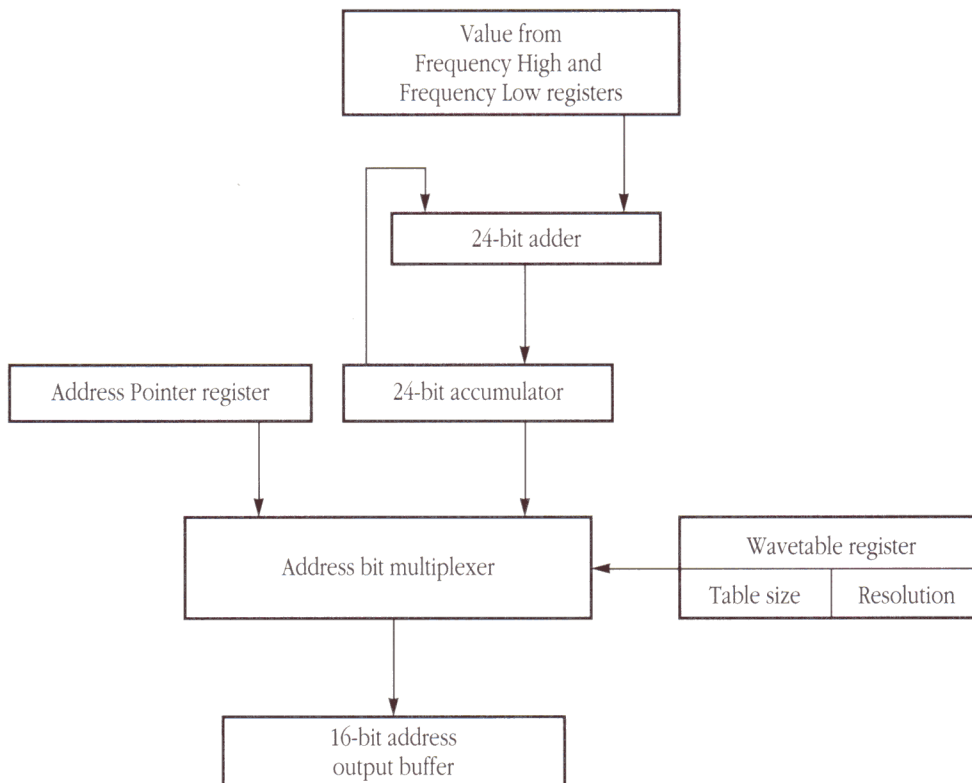 Value from
Frequency High and
Frequency Low registers
24-bit adder
Address Pointer register
24-bit accumulator
Address bit multiplexer
Wavetable register
Table size
Resolution
16-bit address
output buffer